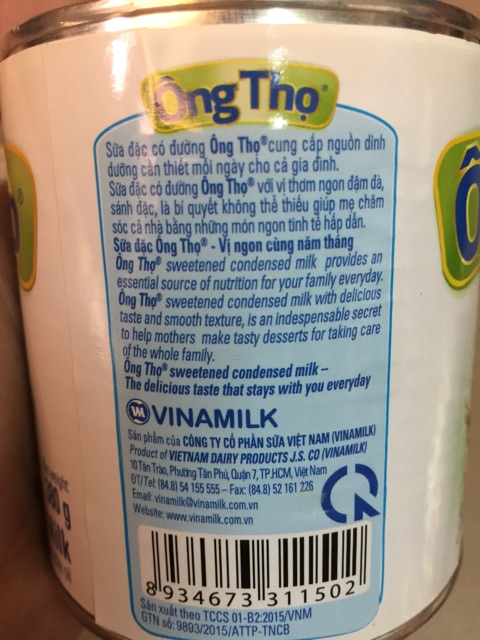 Ông Thọ®
Sữa đặc có đường Ông Thọ® cung cấp nguồn dinh
dưỡng cần thiết mỗi ngày cho cả gia đình.
Sữa đặc có đường Ông Thọ® với vị thơm ngon đậm đà,
sánh đặc, là bí quyết không thể thiếu giúp mẹ chăm
sóc cả nhà bằng những món ngon tinh tế hấp dẫn.
Sữa đặc Ông Thọ® - Vị ngon cùng năm tháng
Ông Thọ® sweetened condensed milk provides an
essential source of nutrition for your family everyday.
Ông Thọ® sweetened condensed milk with delicious
taste and smooth texture, is an indespensable secret
to help mothers make tasty desserts for taking care
of the whole family.
Ông Thọ® sweetened condensed milk –
The delicious taste that stays with you everyday
VINAMILK
Sản phẩm của CÔNG TY CỔ PHẦN SỮA VIỆT NAM (VINAMILK)
Product of VIETNAM DAIRY PRODUCTS J.S. CO (VINAMILK)
10 Tân Trào, Phường Tân Phú, Quận 7, TP.HCM, Việt Nam
ĐT/Tel: (84.8) 54 155 555 – Fax: (84.8) 52 161 226
Email: vinamilk@vinamilk.com.vn
Website: www.vinamilk.com.vn
8 934673 311502
Sản xuất theo TCCS 01-B2:2015/VNM
GTN số: 9893/2015/ATTP-TNCB